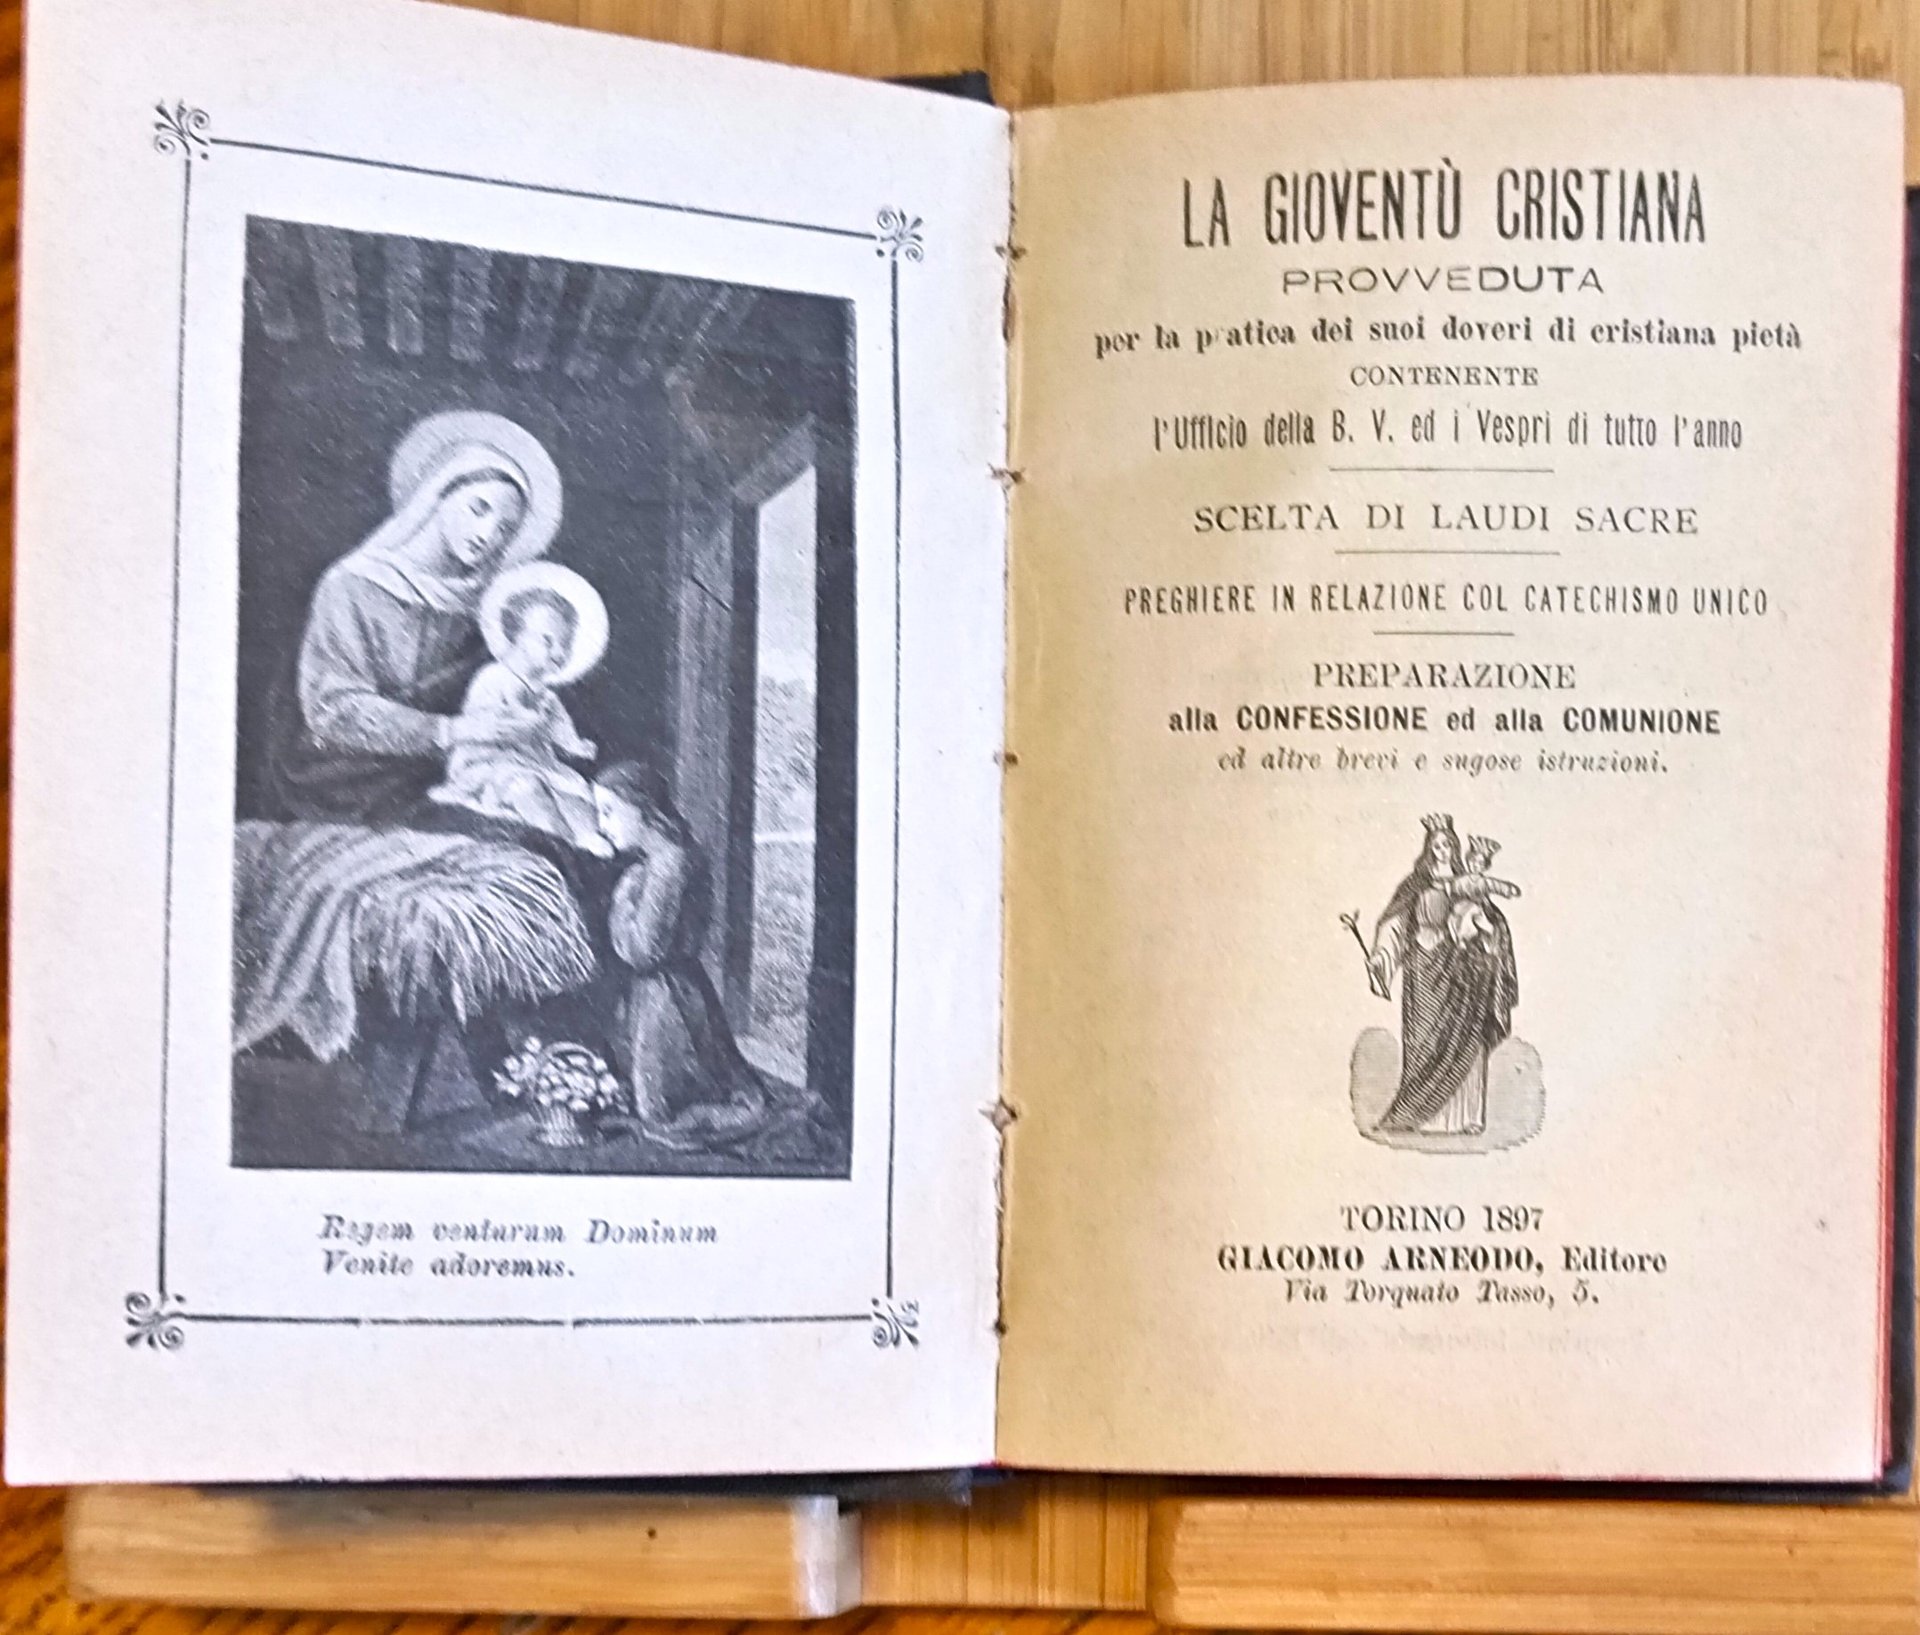 Regem venturum Dominum
Venite adoremus.
LA GIOVENTÙ CRISTIANA
PROVVEDUTA
per la pratica dei suoi doveri di cristiana pietà
CONTENENTE
l'Ufficio della B. V. ed i Vespri di tutto l'anno
SCELTA DI LAUDI SACRE
PREGHIERE IN RELAZIONE COL CATECHISMO UNICO
PREPARAZIONE
alla CONFESSIONE ed alla COMUNIONE
ed altre brevi e sugose istruzioni.
TORINO 1897
GIACOMO ARNEODO, Editore
Via Torquato Tasso, 5.